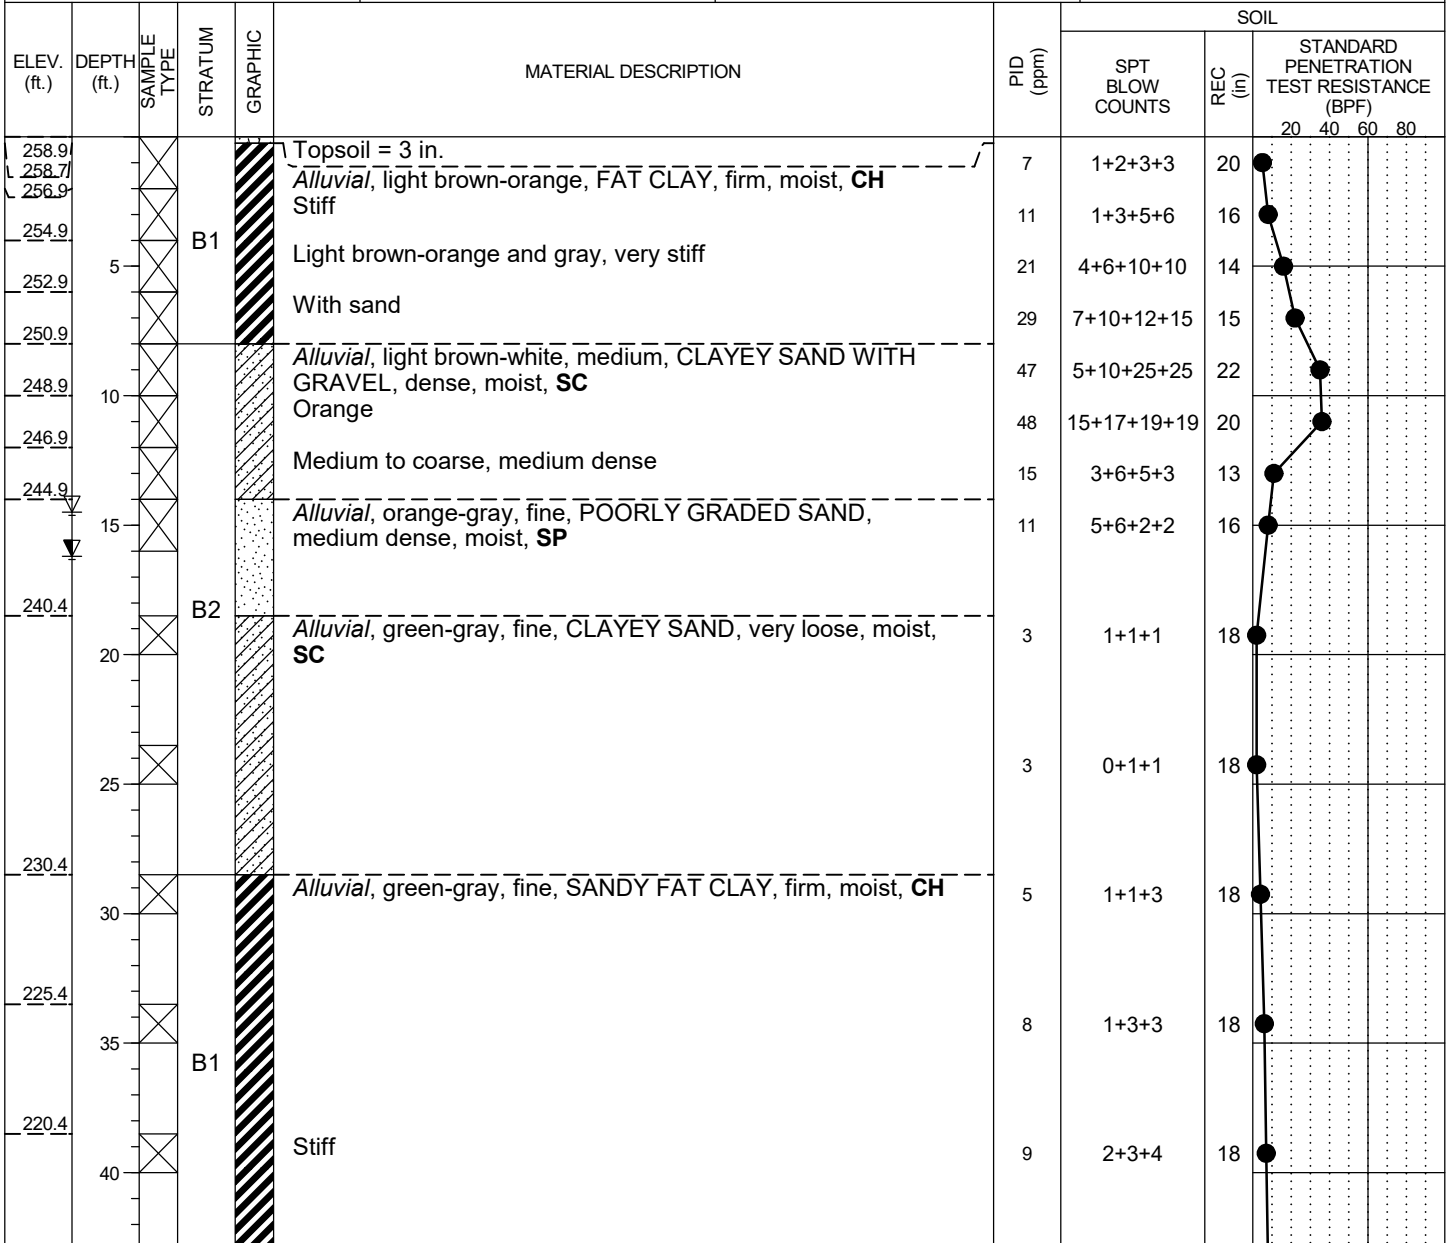 SOIL
ELEV. (ft.)
DEPTH (ft.)
SAMPLE TYPE
STRATUM
GRAPHIC
MATERIAL DESCRIPTION
PID (ppm)
SPT BLOW COUNTS
REC (in)
STANDARD PENETRATION TEST RESISTANCE (BPF)
20 40 60 80
258.9 Topsoil = 3 in. 7 1+2+3+3 20
258.7
Alluvial, light brown-orange, FAT CLAY, firm, moist, CH
256.9
Stiff 11 1+3+5+6 16
254.9 B1
Light brown-orange and gray, very stiff
5 21 4+6+10+10 14
252.9
With sand 29 7+10+12+15 15
250.9
Alluvial, light brown-white, medium, CLAYEY SAND WITH
47 5+10+25+25 22
248.9 GRAVEL, dense, moist, SC
10 Orange
48 15+17+19+19 20
246.9
Medium to coarse, medium dense
15 3+6+5+3 13
244.9
Alluvial, orange-gray, fine, POORLY GRADED SAND,
15 11 5+6+2+2 16
medium dense, moist, SP
240.4 B2
Alluvial, green-gray, fine, CLAYEY SAND, very loose, moist,
3 1+1+1 18
20 SC
3 0+1+1 18
25
230.4
Alluvial, green-gray, fine, SANDY FAT CLAY, firm, moist, CH
5 1+1+3 18
30
225.4
8 1+3+3 18
35
B1
220.4
Stiff 9 2+3+4 18
40